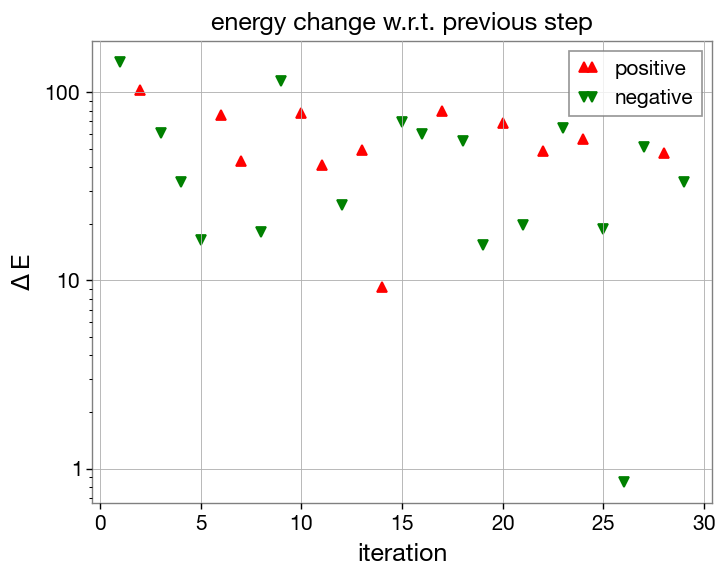 energy change w.r.t. previous step
positive
negative
100
10
1
Δ E
0 5 10 15 20 25 30
iteration